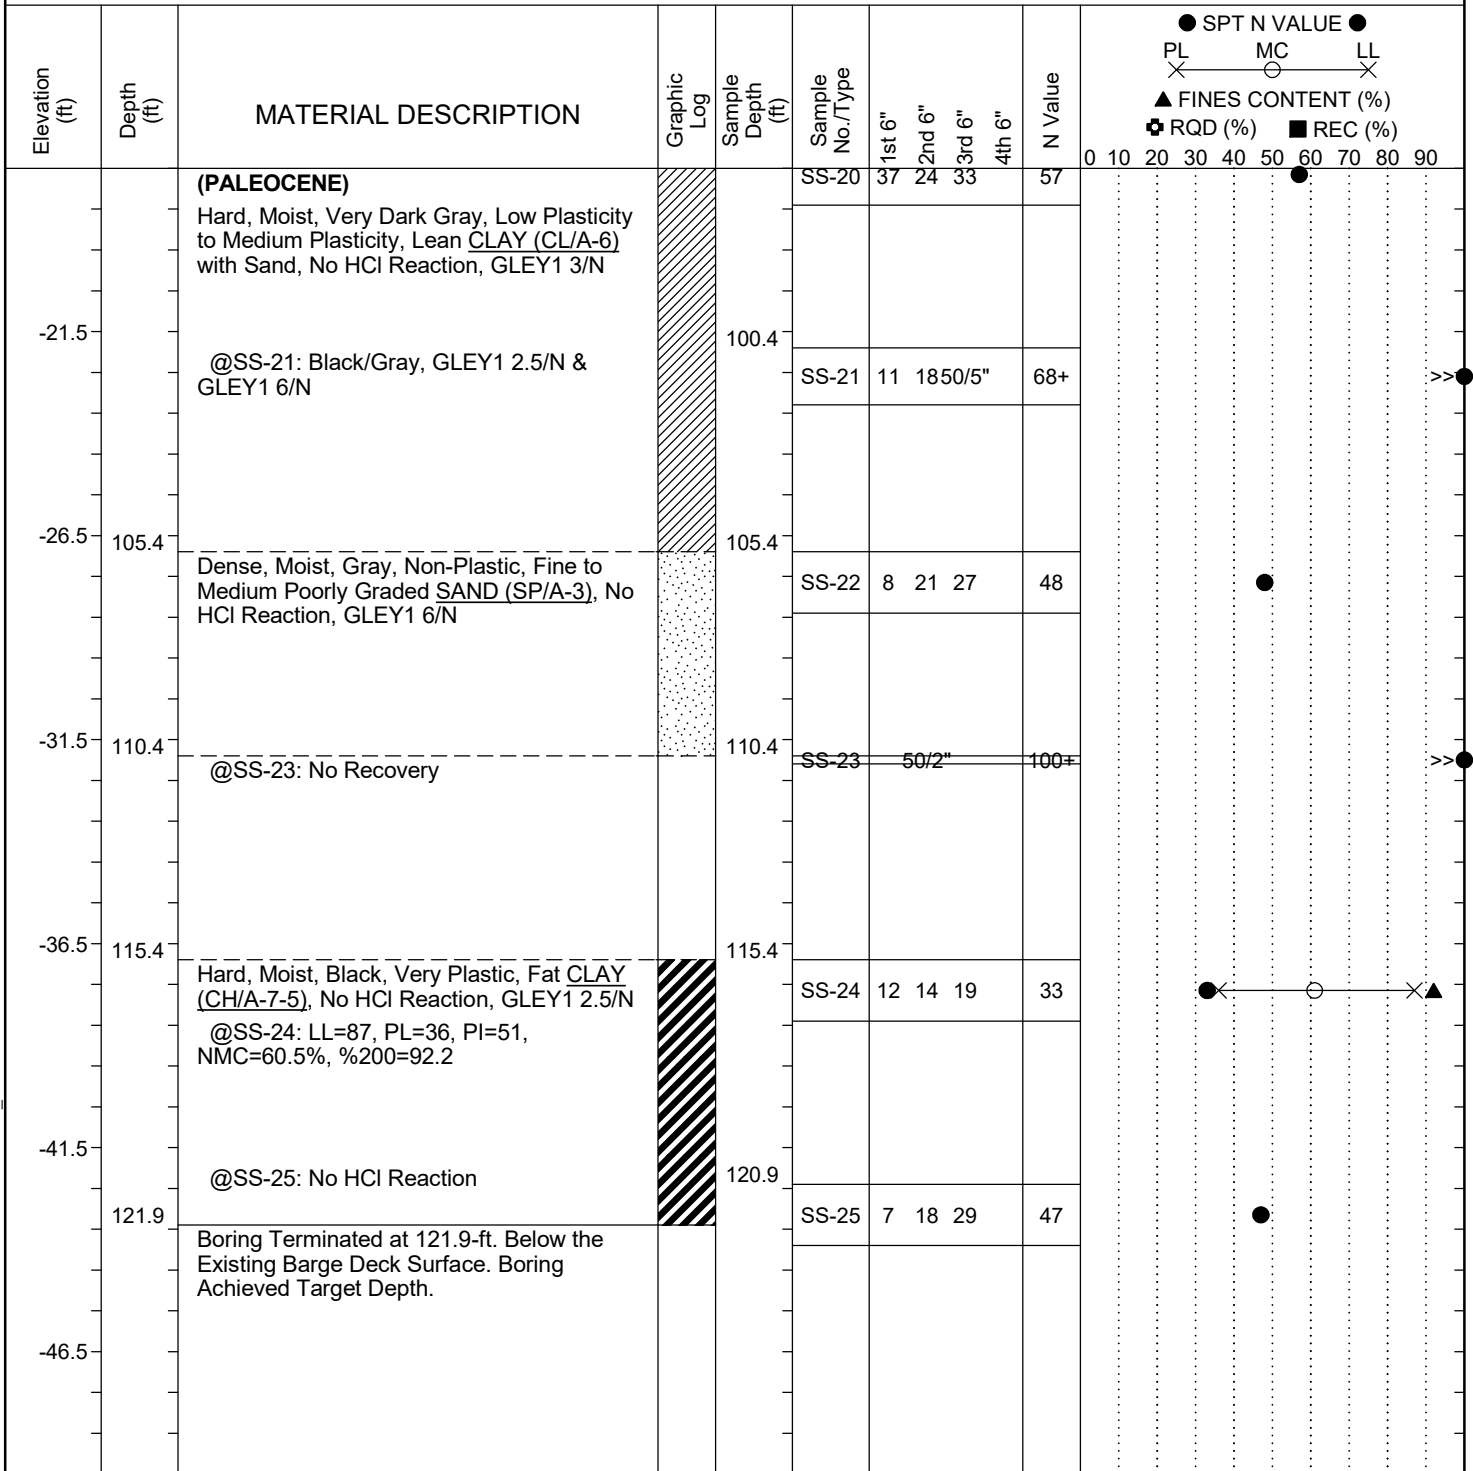 Elevation
(ft)
Depth
(ft)
MATERIAL DESCRIPTION
Graphic
Log
Sample
Depth
(ft)
Sample
No./Type
1st 6"
2nd 6"
3rd 6"
4th 6"
N Value
SPT N VALUE
PL MC LL
FINES CONTENT (%)
RQD (%) REC (%)
0 10 20 30 40 50 60 70 80 90
(PALEOCENE)
SS-20 37 24 33 57
Hard, Moist, Very Dark Gray, Low Plasticity
to Medium Plasticity, Lean CLAY (CL/A-6)
with Sand, No HCl Reaction, GLEY1 3/N
-21.5 100.4
@SS-21: Black/Gray, GLEY1 2.5/N &
GLEY1 6/N
SS-21 11 18 50/5" 68+ >>
-26.5 105.4 105.4
Dense, Moist, Gray, Non-Plastic, Fine to
Medium Poorly Graded SAND (SP/A-3), No
HCl Reaction, GLEY1 6/N
SS-22 8 21 27 48
-31.5 110.4 110.4
@SS-23: No Recovery
SS-23 50/2" 100+ >>
-36.5 115.4 115.4
Hard, Moist, Black, Very Plastic, Fat CLAY
(CH/A-7-5), No HCl Reaction, GLEY1 2.5/N
SS-24 12 14 19 33
@SS-24: LL=87, PL=36, PI=51,
NMC=60.5%, %200=92.2
-41.5 120.9
@SS-25: No HCl Reaction
121.9 SS-25 7 18 29 47
Boring Terminated at 121.9-ft. Below the
Existing Barge Deck Surface. Boring
Achieved Target Depth.
-46.5